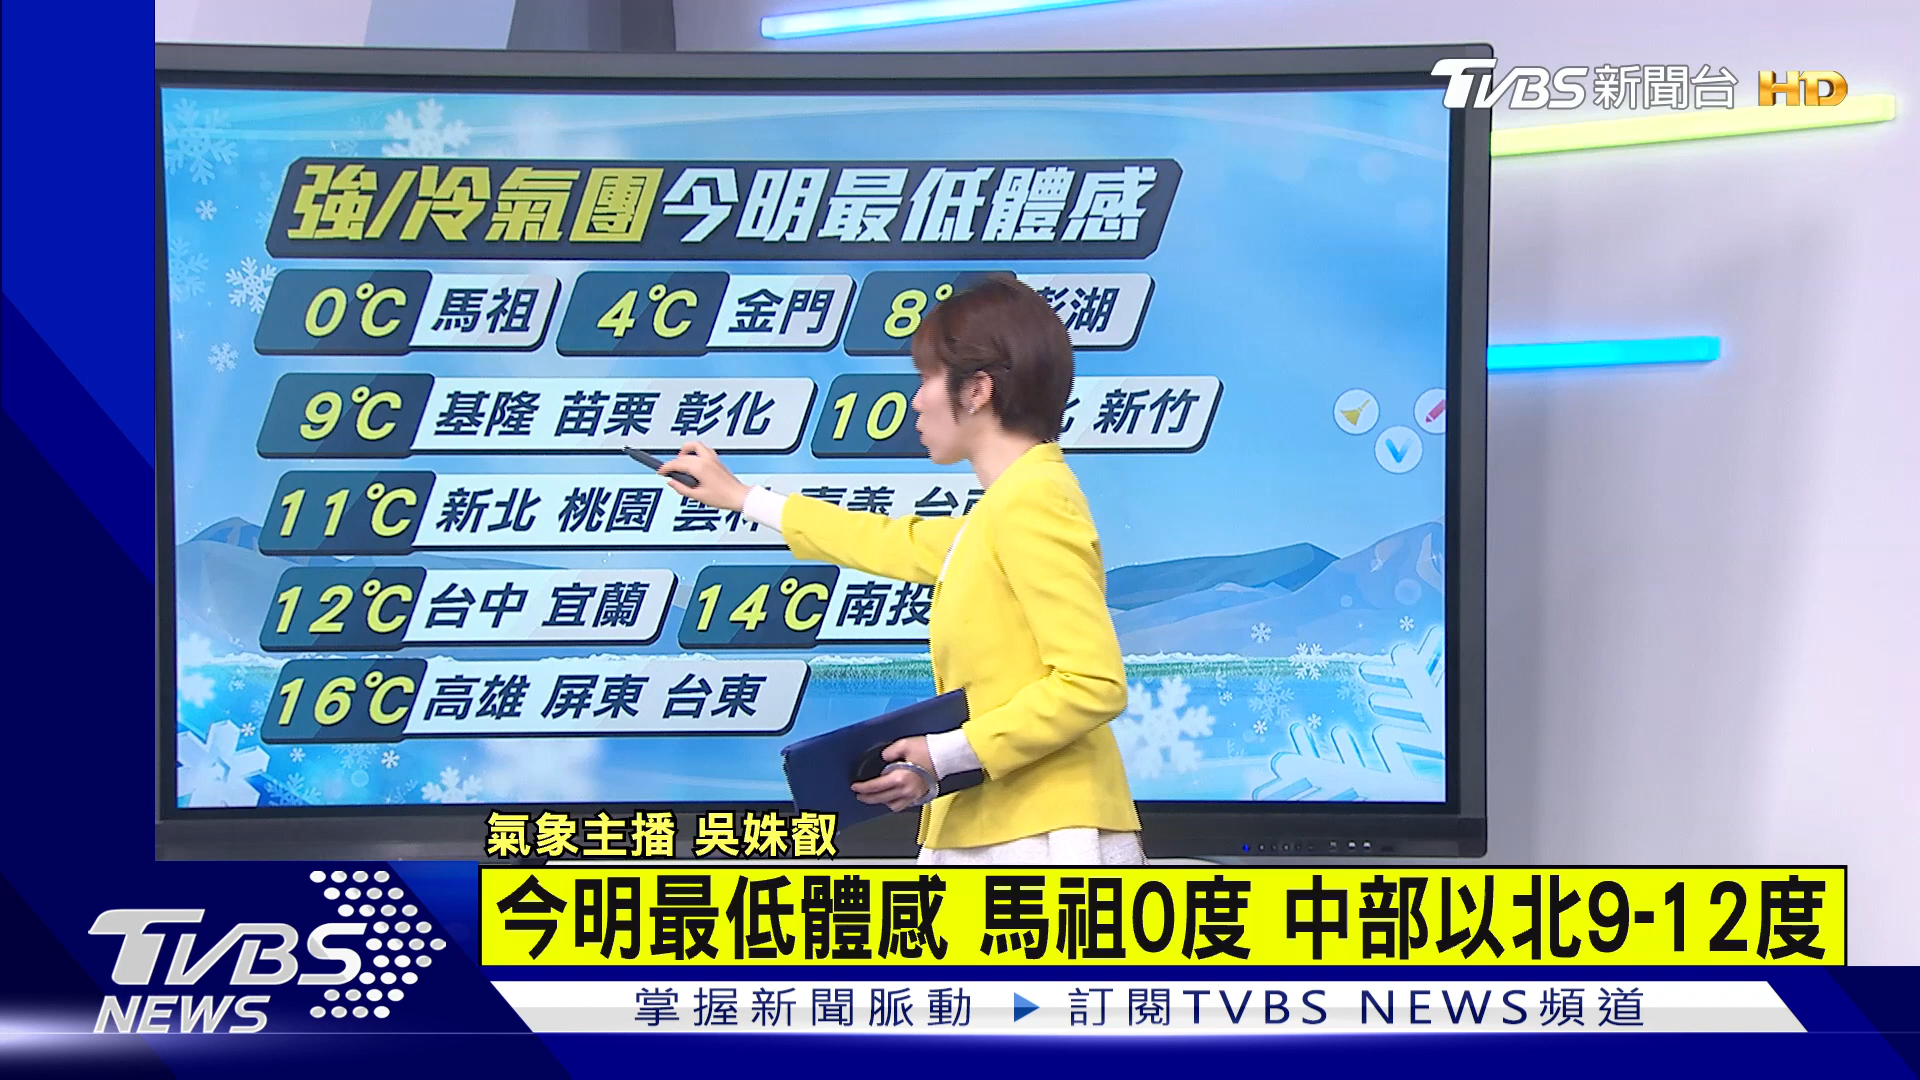 TVBS新聞台 HD
強/冷氣團今明最低體感
0℃ 馬祖 4℃ 金門 8° 湖
9℃ 基隆 苗栗 彰化 10 新竹
11℃ 新北 桃園
12℃ 台中 宜蘭 14℃ 南投
16℃ 高雄 屏東 台東
氣象主播 吳姝叡
今明最低體感 馬祖0度 中部以北9-12度
TVBS NEWS
掌握新聞脈動 ▶ 訂閱TVBS NEWS頻道